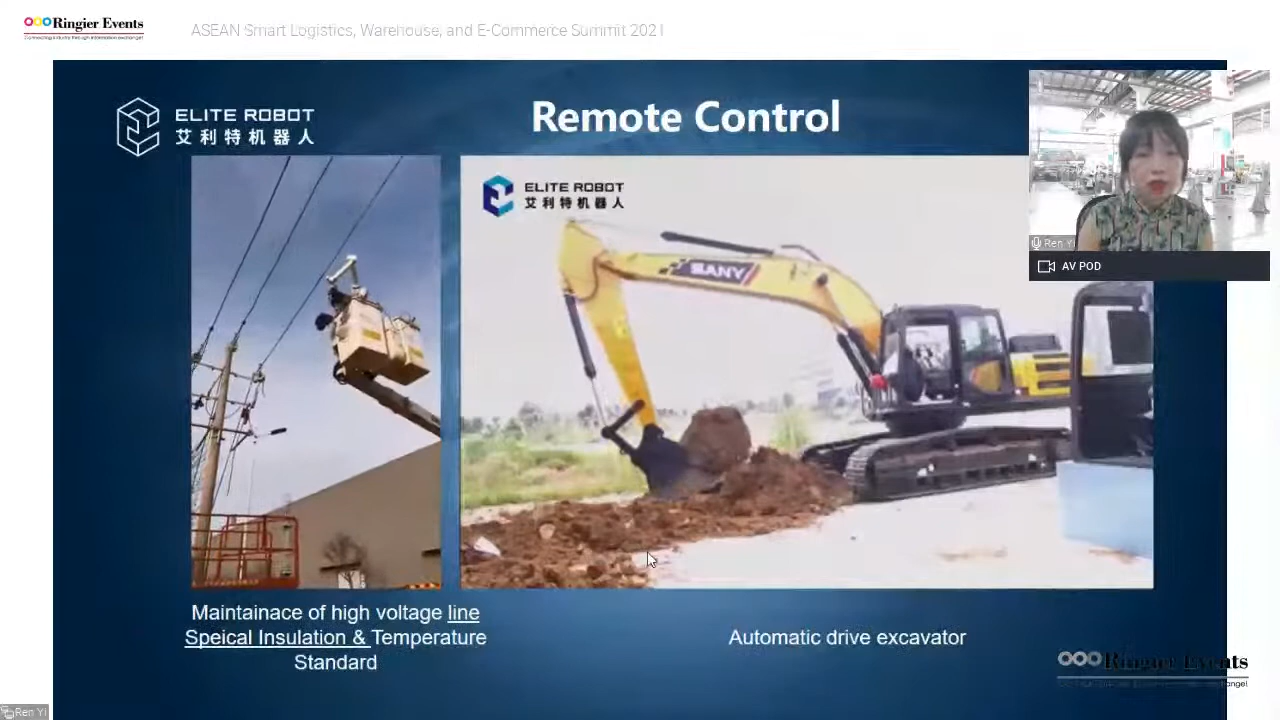 Ringier Events
ASEAN Smart Logistics, Warehouse, and E-Commerce Summit 2021
ELITE ROBOT
艾利特机器人
Remote Control
ELITE ROBOT
艾利特机器人
SANY
Ren Yi
AV POD
Maintainace of high voltage line
Speical Insulation & Temperature
Standard
Automatic drive excavator
Ringier Events
Ren Yi